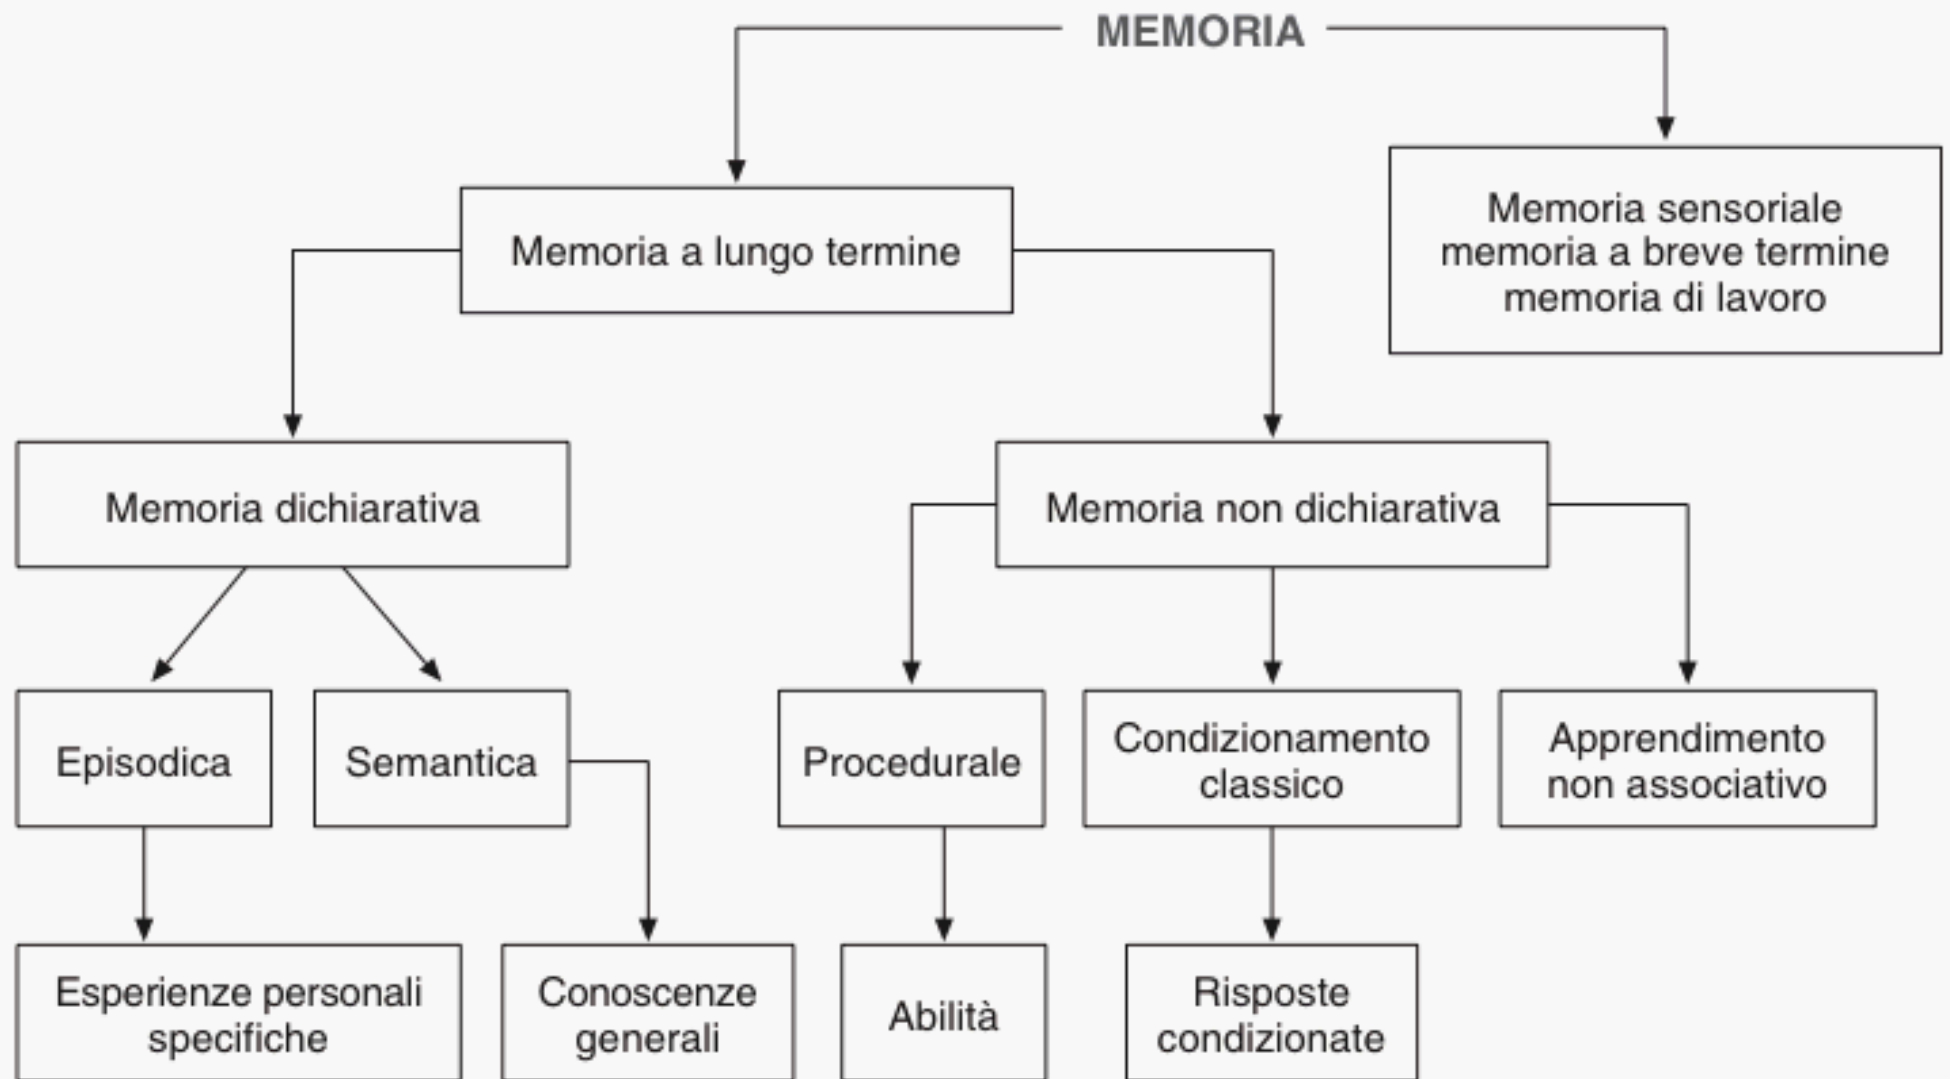 MEMORIA
Memoria a lungo termine
Memoria sensoriale
memoria a breve termine
memoria di lavoro
Memoria dichiarativa
Memoria non dichiarativa
Episodica
Semantica
Procedurale
Condizionamento
classico
Apprendimento
non associativo
Esperienze personali
specifiche
Conoscenze
generali
Abilità
Risposte
condizionate